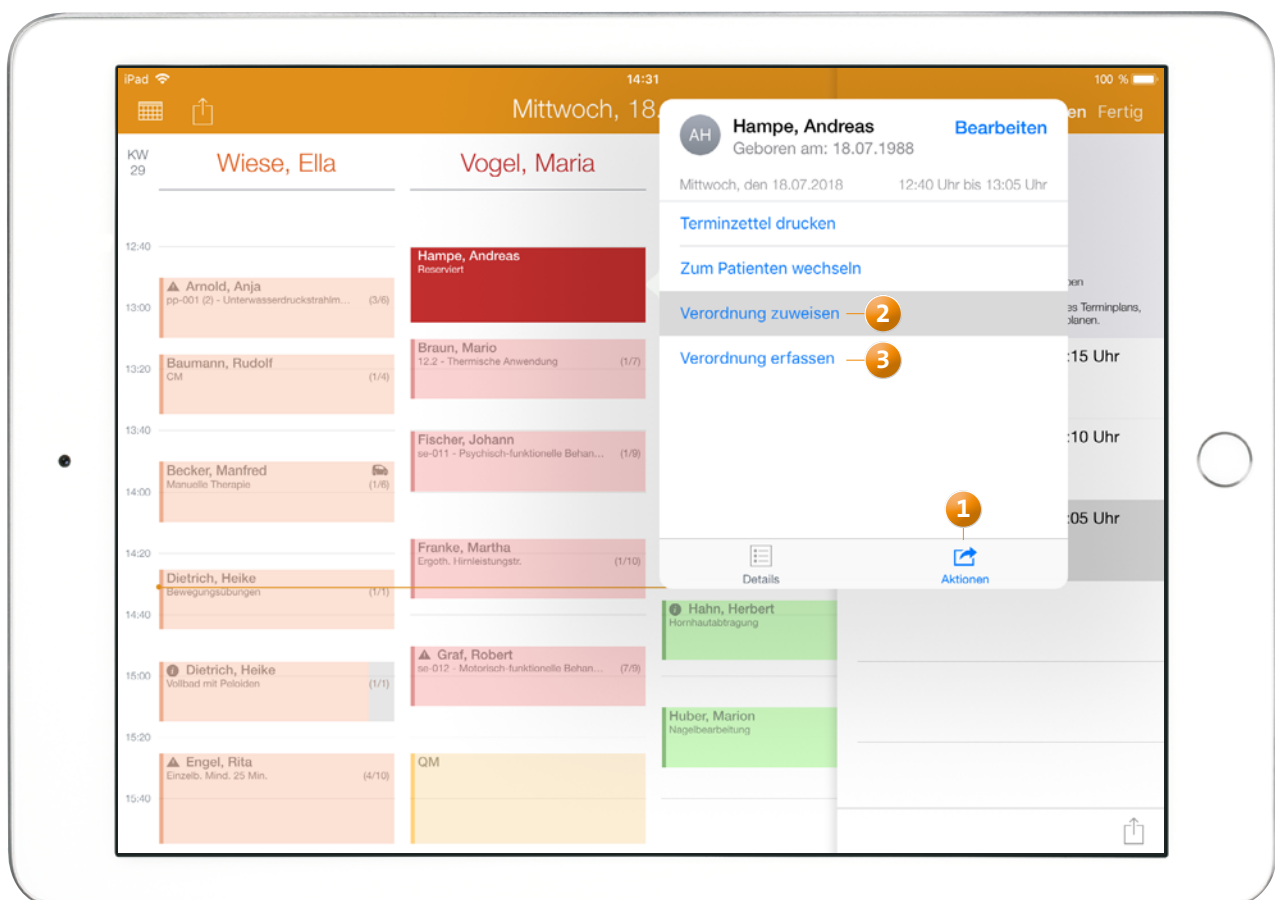 iPad
14:31
100 %
Mittwoch, 18.
en Fertig
KW
29
Wiese, Ella
Vogel, Maria
12:40
13:00
13:20
13:40
14:00
14:20
14:40
15:00
15:20
15:40
Arnold, Anja
pp-001 (2) - Unterwasserdruckstrahlm... (3/6)
Baumann, Rudolf
CM (1/4)
Becker, Manfred
Manuelle Therapie (1/6)
Dietrich, Heike
Bewegungsübungen (1/1)
Dietrich, Heike
Vollbad mit Peloiden (1/1)
Engel, Rita
Einzelb. Mind. 25 Min. (4/10)
Hampe, Andreas
Reserviert
Braun, Mario
12.2 - Thermische Anwendung (1/7)
Fischer, Johann
se-011 - Psychisch-funktionelle Behan... (1/9)
Franke, Martha
Ergoth. Hirnleistungstr. (1/10)
Graf, Robert
se-012 - Motorisch-funktionelle Behan... (7/9)
QM
Hahn, Herbert
Hornhautabtragung
Huber, Marion
Nagelbearbeitung
AH
Hampe, Andreas
Bearbeiten
Geboren am: 18.07.1988
Mittwoch, den 18.07.2018 12:40 Uhr bis 13:05 Uhr
Terminzettel drucken
Zum Patienten wechseln
Verordnung zuweisen 2
Verordnung erfassen 3
1
Details
Aktionen
es Terminplans,
planen.
:15 Uhr
:10 Uhr
:05 Uhr